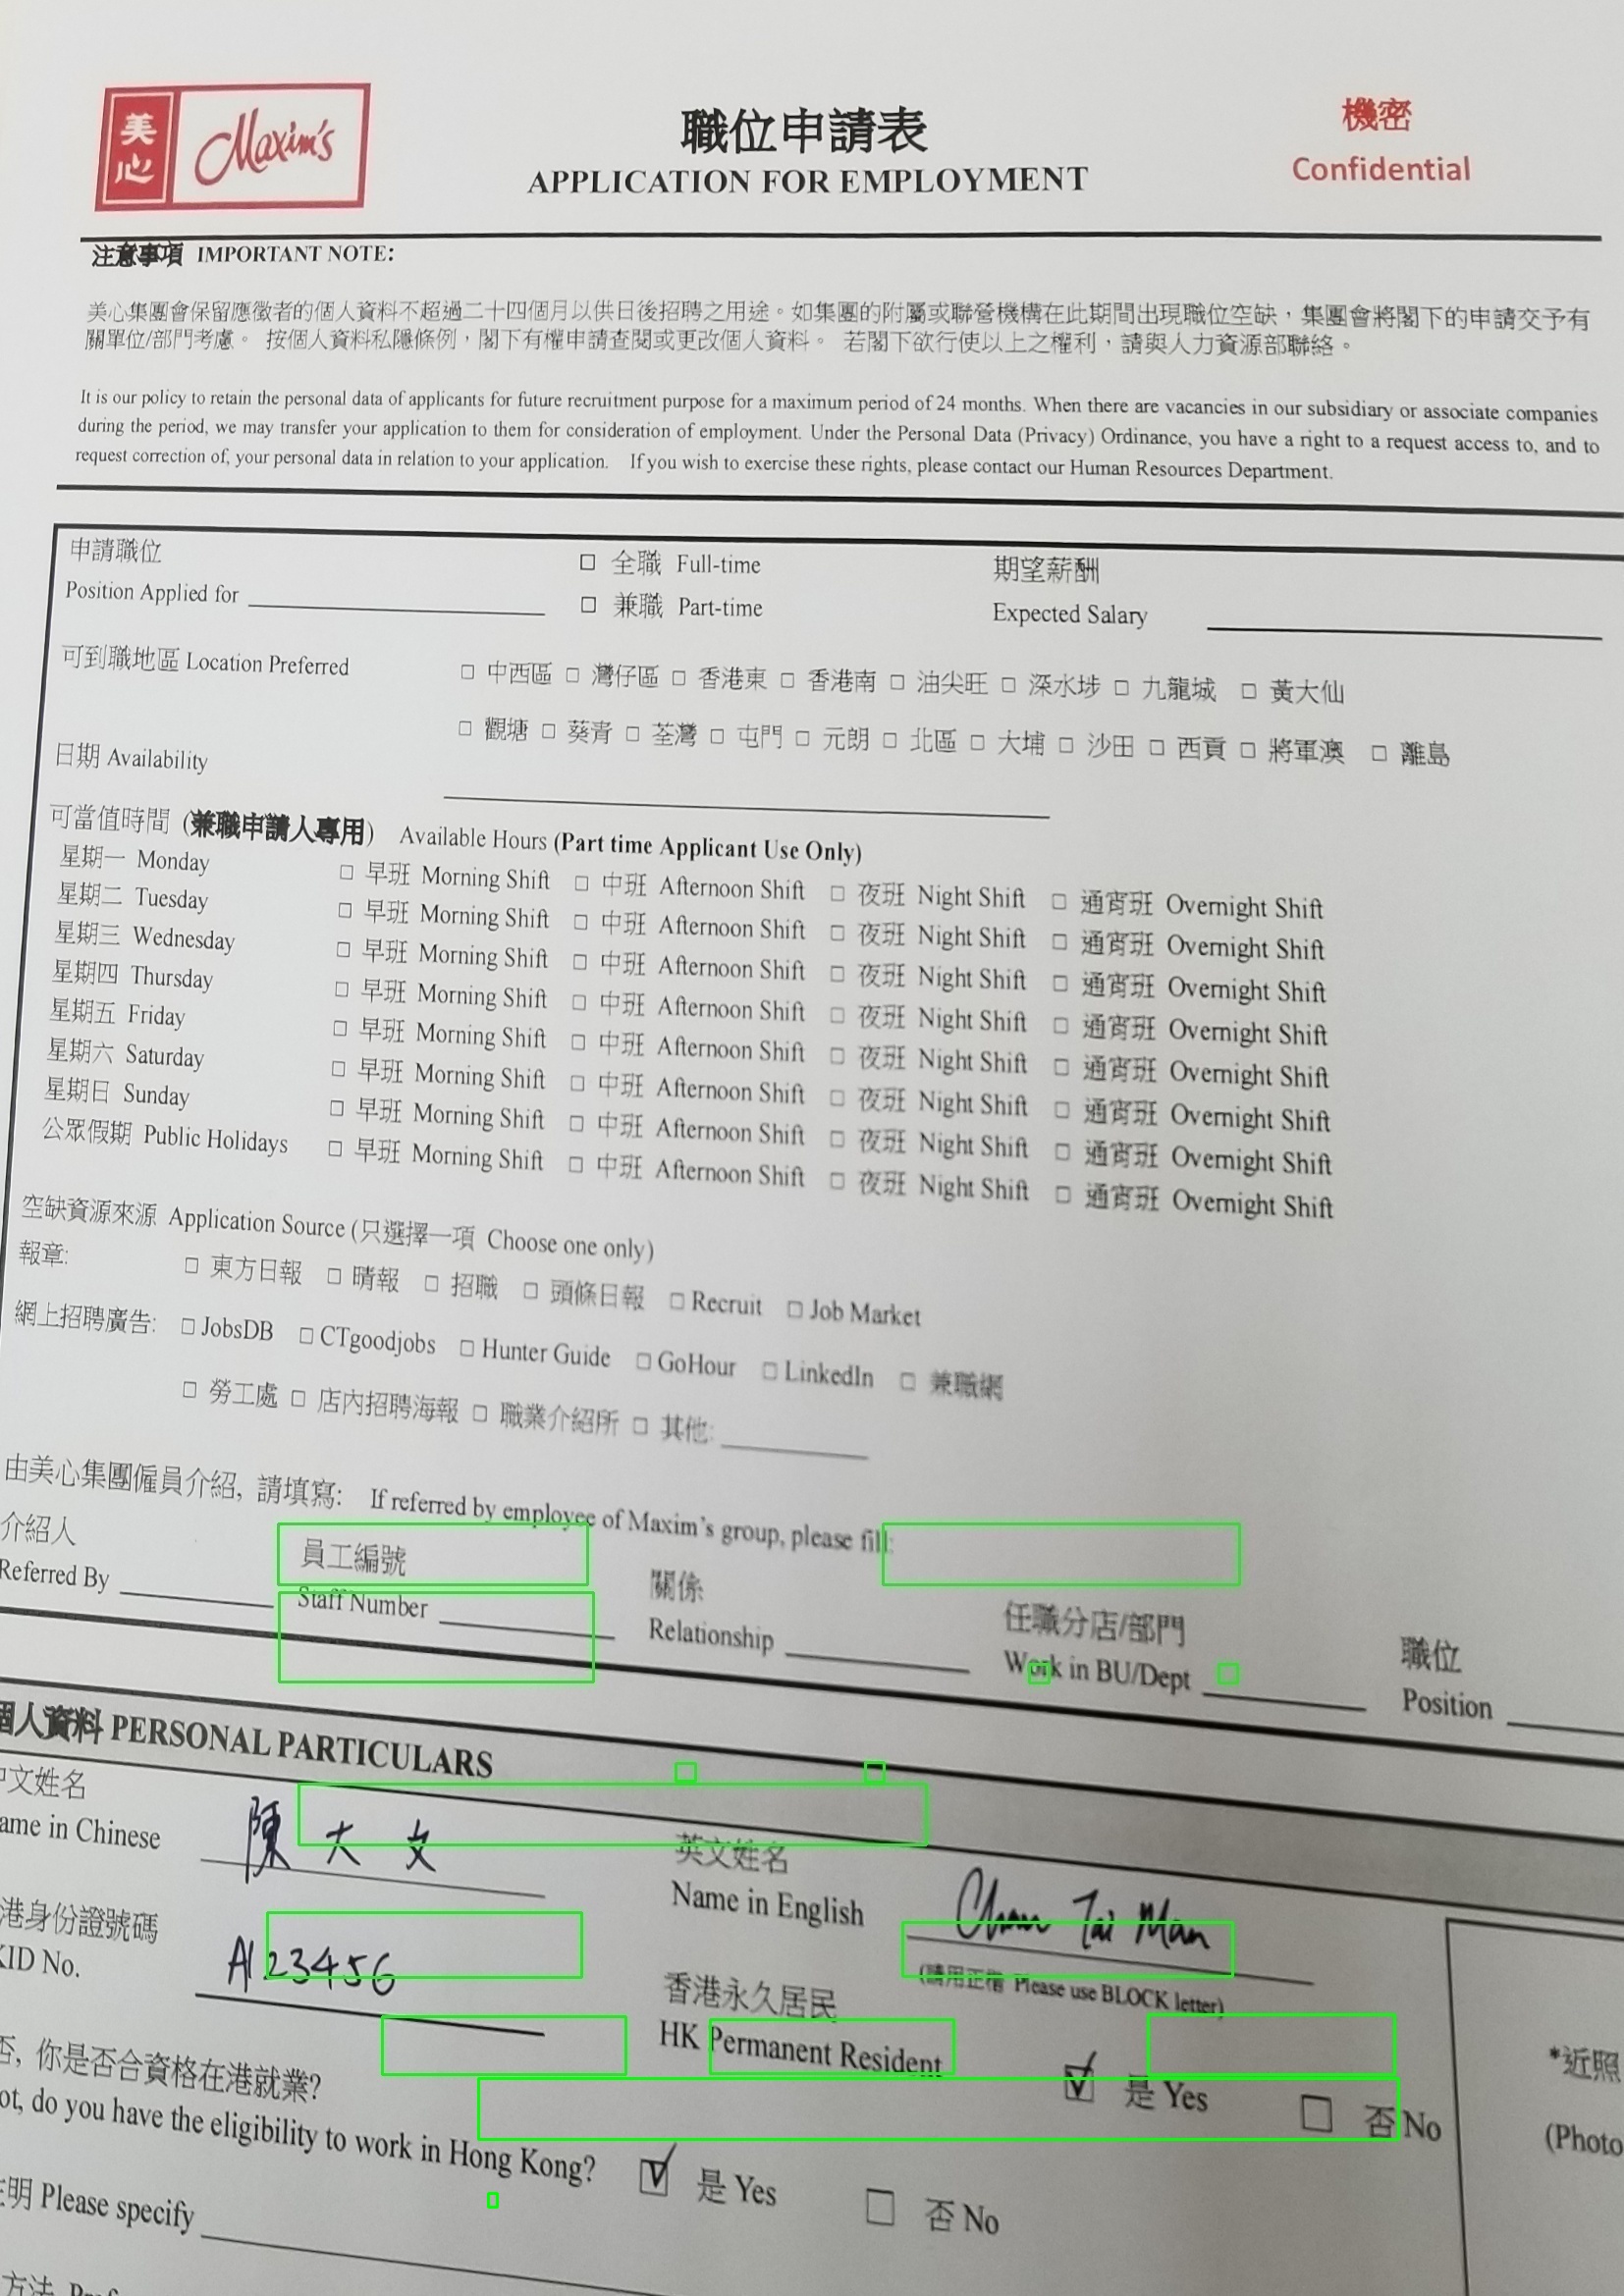 美心 Maxim's
職位申請表
APPLICATION FOR EMPLOYMENT
機密
Confidential
注意事項 IMPORTANT NOTE:
美心集團會保留應徵者的個人資料不超過二十四個月以供日後招聘之用途。如集團的附屬或聯營機構在此期間出現職位空缺，集團會將閣下的申請交予有
關單位/部門考慮。 按個人資料私隱條例，閣下有權申請查閱或更改個人資料。 若閣下欲行使以上之權利，請與人力資源部聯絡。
It is our policy to retain the personal data of applicants for future recruitment purpose for a maximum period of 24 months. When there are vacancies in our subsidiary or associate companies
during the period, we may transfer your application to them for consideration of employment. Under the Personal Data (Privacy) Ordinance, you have a right to a request access to, and to
request correction of, your personal data in relation to your application. If you wish to exercise these rights, please contact our Human Resources Department.
申請職位 □ 全職 Full-time 期望薪酬
Position Applied for □ 兼職 Part-time Expected Salary
可到職地區 Location Preferred □ 中西區 □ 灣仔區 □ 香港東 □ 香港南 □ 油尖旺 □ 深水埗 □ 九龍城 □ 黃大仙
□ 觀塘 □ 葵青 □ 荃灣 □ 屯門 □ 元朗 □ 北區 □ 大埔 □ 沙田 □ 西貢 □ 將軍澳 □ 離島
日期 Availability
可當值時間 (兼職申請人專用) Available Hours (Part time Applicant Use Only)
星期一 Monday □ 早班 Morning Shift □ 中班 Afternoon Shift □ 夜班 Night Shift □ 通宵班 Overnight Shift
星期二 Tuesday □ 早班 Morning Shift □ 中班 Afternoon Shift □ 夜班 Night Shift □ 通宵班 Overnight Shift
星期三 Wednesday □ 早班 Morning Shift □ 中班 Afternoon Shift □ 夜班 Night Shift □ 通宵班 Overnight Shift
星期四 Thursday □ 早班 Morning Shift □ 中班 Afternoon Shift □ 夜班 Night Shift □ 通宵班 Overnight Shift
星期五 Friday □ 早班 Morning Shift □ 中班 Afternoon Shift □ 夜班 Night Shift □ 通宵班 Overnight Shift
星期六 Saturday □ 早班 Morning Shift □ 中班 Afternoon Shift □ 夜班 Night Shift □ 通宵班 Overnight Shift
星期日 Sunday □ 早班 Morning Shift □ 中班 Afternoon Shift □ 夜班 Night Shift □ 通宵班 Overnight Shift
公眾假期 Public Holidays □ 早班 Morning Shift □ 中班 Afternoon Shift □ 夜班 Night Shift □ 通宵班 Overnight Shift
空缺資源來源 Application Source (只選擇一項 Choose one only)
報章: □ 東方日報 □ 晴報 □ 招職 □ 頭條日報 □ Recruit □ Job Market
網上招聘廣告: □ JobsDB □ CTgoodjobs □ Hunter Guide □ GoHour □ LinkedIn □ 兼職網
□ 勞工處 □ 店內招聘海報 □ 職業介紹所 □ 其他:
由美心集團僱員介紹, 請填寫: If referred by employee of Maxim's group, please fill:
介紹人 員工編號 關係 任職分店/部門 職位
Referred By Staff Number Relationship Work in BU/Dept Position
個人資料 PERSONAL PARTICULARS
中文姓名 英文姓名
ame in Chinese 陳大文 Name in English Chan Tai Man
(請用正楷 Please use BLOCK letter)
港身份證號碼 香港永久居民
KID No. A123456 HK Permanent Resident ☑ 是 Yes □ 否 No
*近照
(Photo
否, 你是否合資格在港就業?
ot, do you have the eligibility to work in Hong Kong? ☑ 是 Yes □ 否 No
明 Please specify
方法